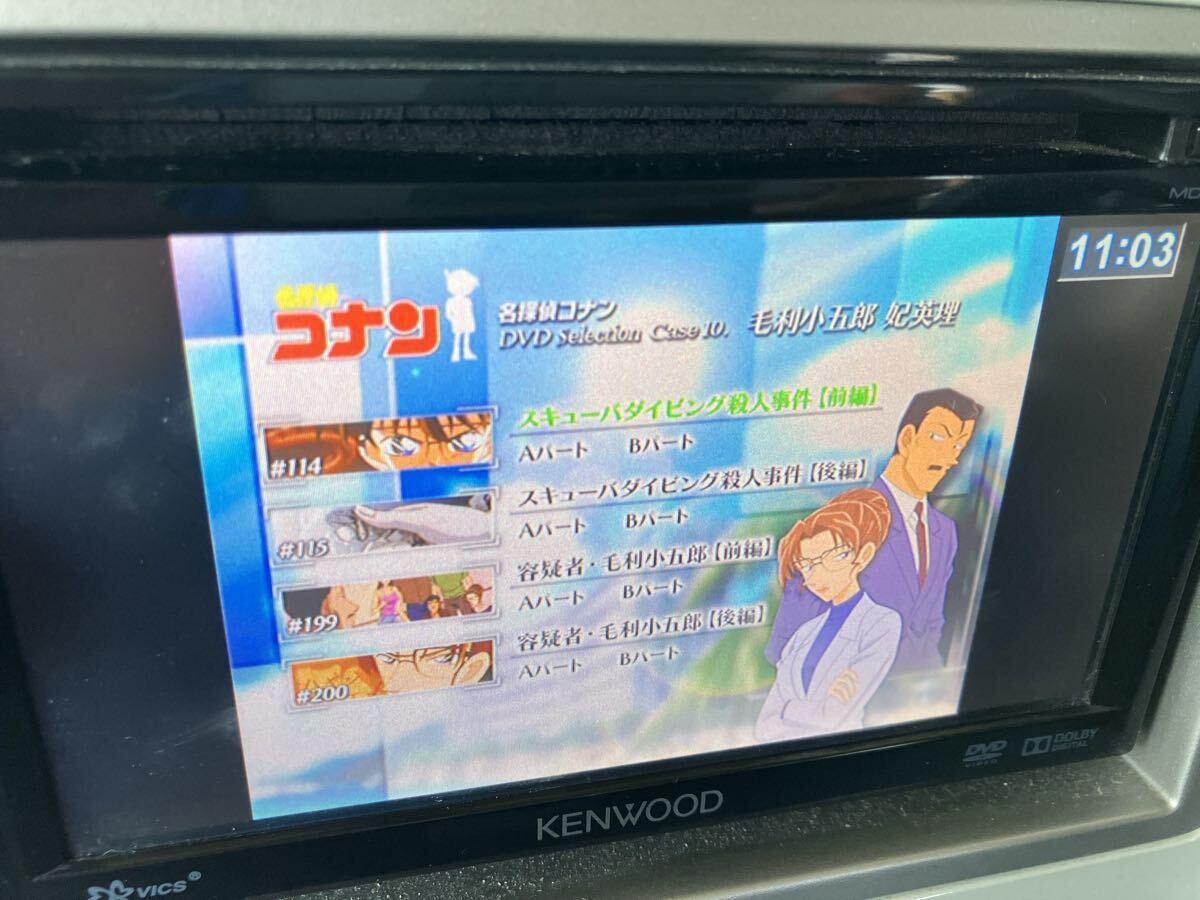 MD
11:03
名探偵
コナン
名探偵コナン
DVD Selection Case10. 毛利小五郎 妃英理
スキューバダイビング殺人事件【前編】
Aパート Bパート
#114
スキューバダイビング殺人事件【後編】
Aパート Bパート
#115
容疑者・毛利小五郎【前編】
Aパート Bパート
#199
容疑者・毛利小五郎【後編】
Aパート Bパート
#200
DVD
VIDEO
DOLBY
DIGITAL
KENWOOD
VICS®